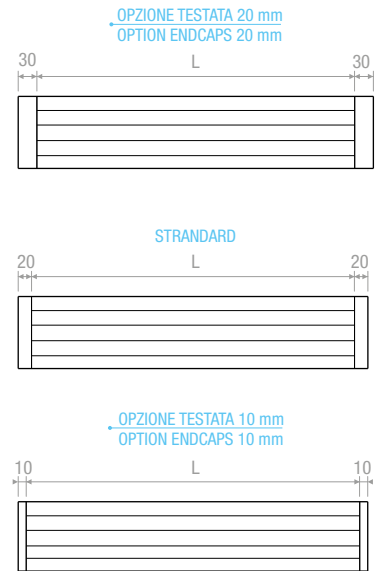 OPZIONE TESTATA 20 mm
OPTION ENDCAPS 20 mm
30 L 30
STRANDARD
20 L 20
OPZIONE TESTATA 10 mm
OPTION ENDCAPS 10 mm
10 L 10